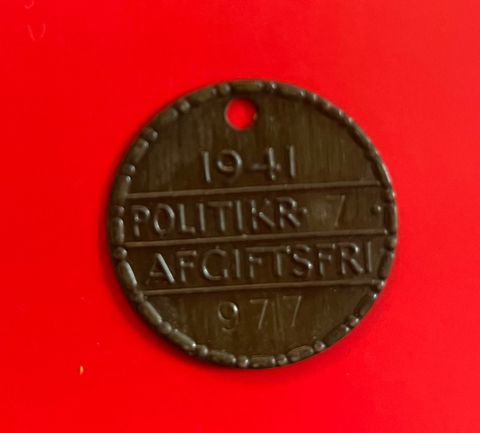 1941
POLITIKR· 7 ·
AFGIFTSFRI
977